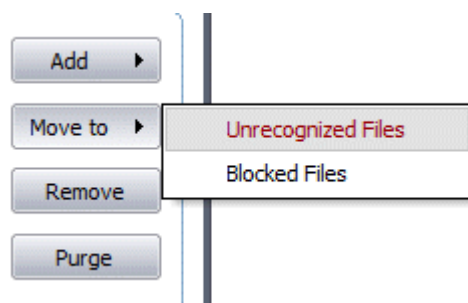 Add
Move to
Unrecognized Files
Blocked Files
Remove
Purge